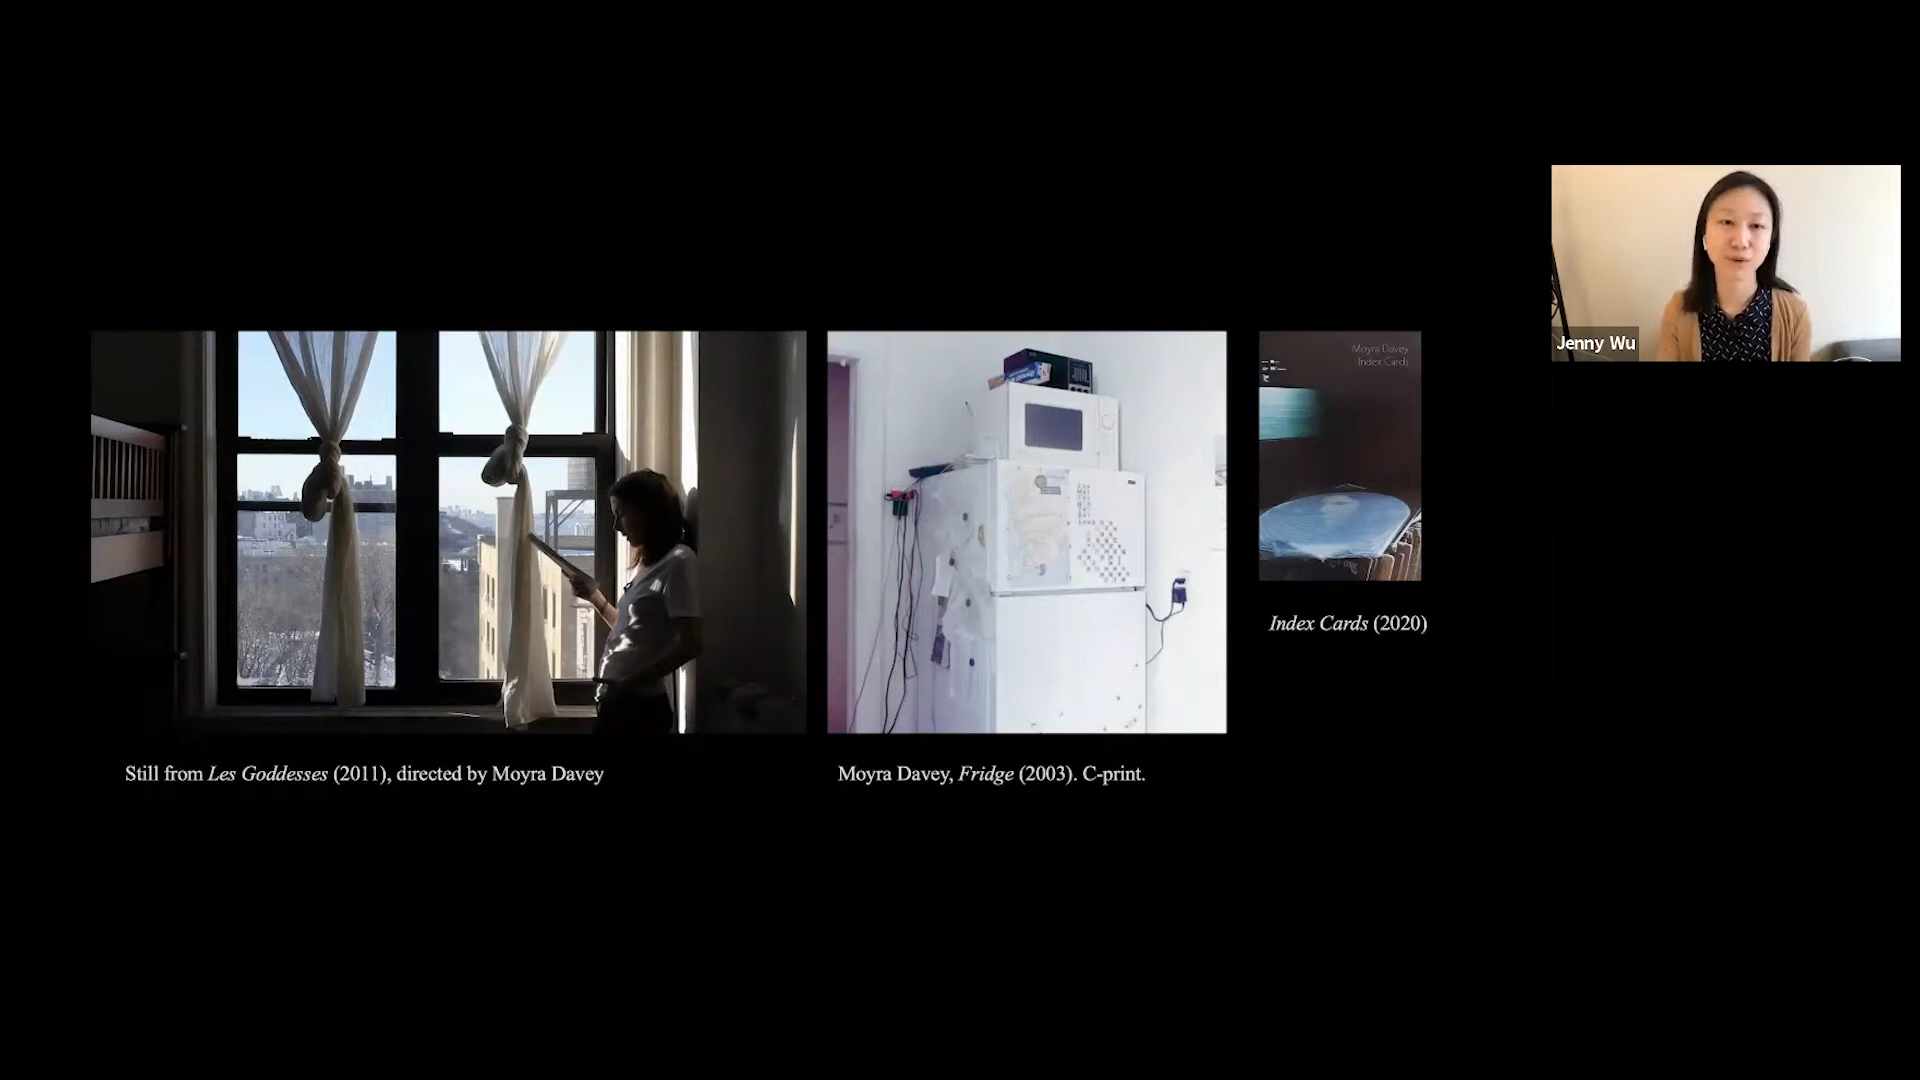 Jenny Wu
Moyra Davey
Index Cards
Index Cards (2020)
Still from Les Goddesses (2011), directed by Moyra Davey
Moyra Davey, Fridge (2003). C-print.